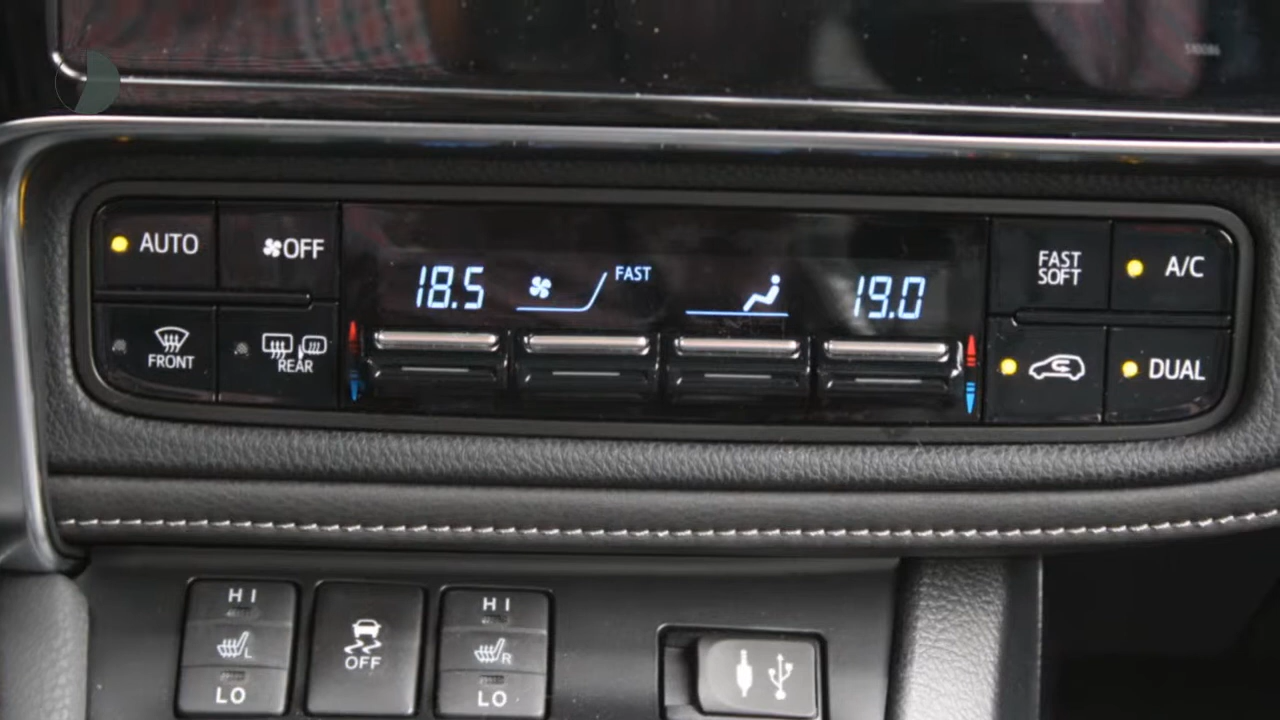 AUTO
OFF
18.5
FAST
19.0
FAST
SOFT
A/C
FRONT
REAR
DUAL
HI
L
LO
OFF
HI
R
LO